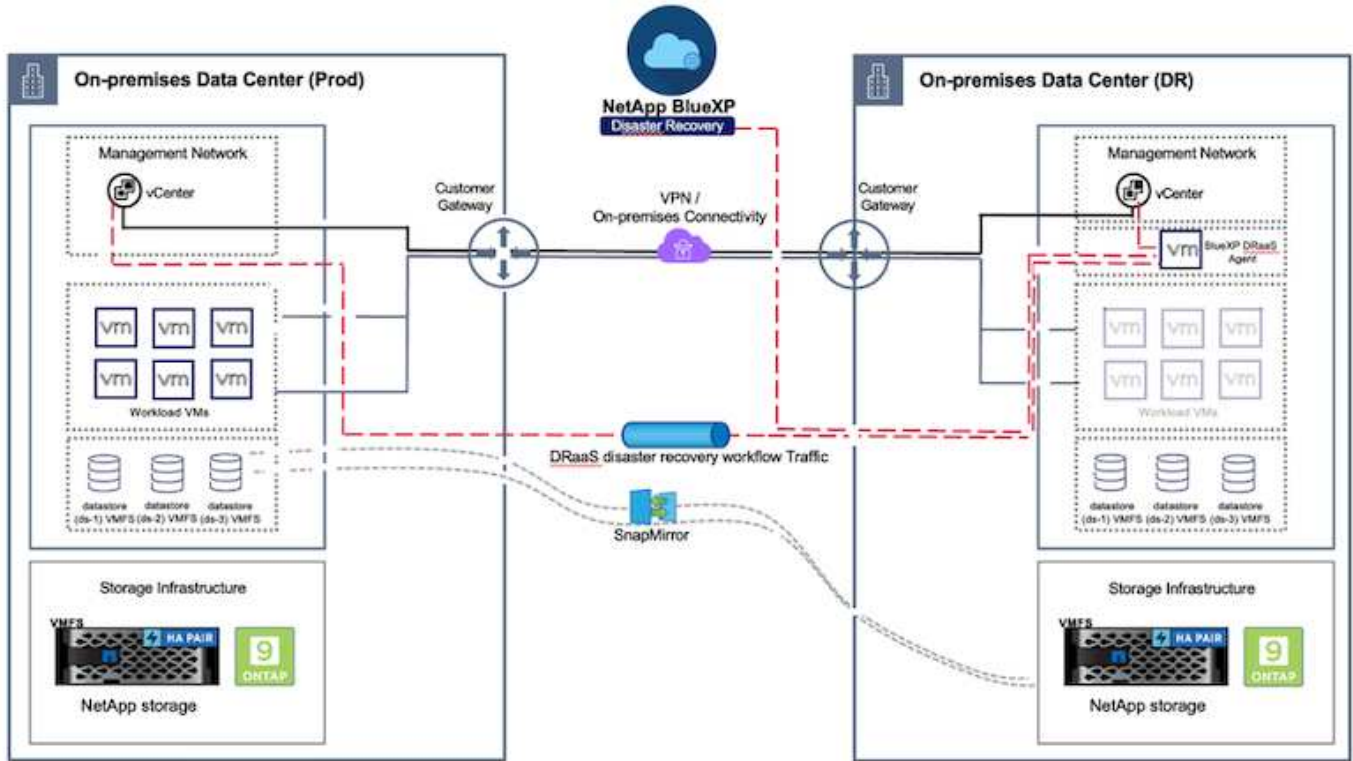 NetApp BlueXP
Disaster Recovery
On-premises Data Center (Prod)
Management Network
vCenter
Customer
Gateway
vm vm vm
vm vm vm
Workload VMs
datastore datastore datastore
(ds-1) VMFS (ds-2) VMFS (ds-3) VMFS
Storage Infrastructure
VMFS
HA PAIR
9
ONTAP
NetApp storage
VPN /
On-premises Connectivity
DRaaS disaster recovery workflow Traffic
SnapMirror
On-premises Data Center (DR)
Customer
Gateway
Management Network
vCenter
vm
BlueXP DRaaS
Agent
vm vm vm
vm vm vm
Workload VMs
datastore datastore datastore
(ds-1) VMFS (ds-2) VMFS (ds-3) VMFS
Storage Infrastructure
VMFS
HA PAIR
9
ONTAP
NetApp storage